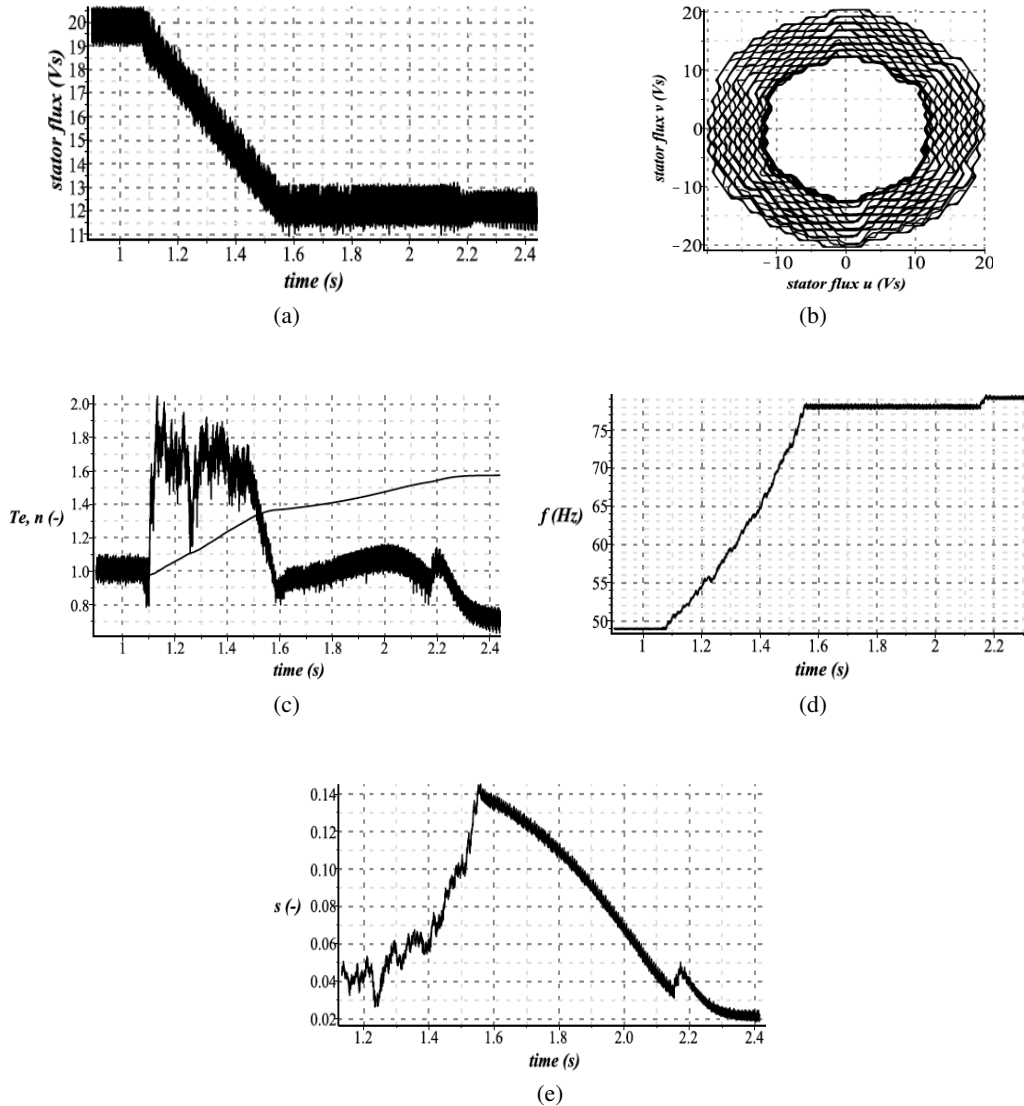 stator flux (Vs)
20
19
18
17
16
15
14
13
12
11
1 1.2 1.4 1.6 1.8 2 2.2 2.4
time (s)
(a)
stator flux v (Vs)
20
10
0
−10
−20
−10 0 10 20
stator flux u (Vs)
(b)
Te, n (-)
2.0
1.8
1.6
1.4
1.2
1.0
0.8
1 1.2 1.4 1.6 1.8 2 2.2 2.4
time (s)
(c)
f (Hz)
75
70
65
60
55
50
1 1.2 1.4 1.6 1.8 2 2.2
time (s)
(d)
s (-)
0.14
0.12
0.10
0.08
0.06
0.04
0.02
1.2 1.4 1.6 1.8 2.0 2.2 2.4
time (s)
(e)